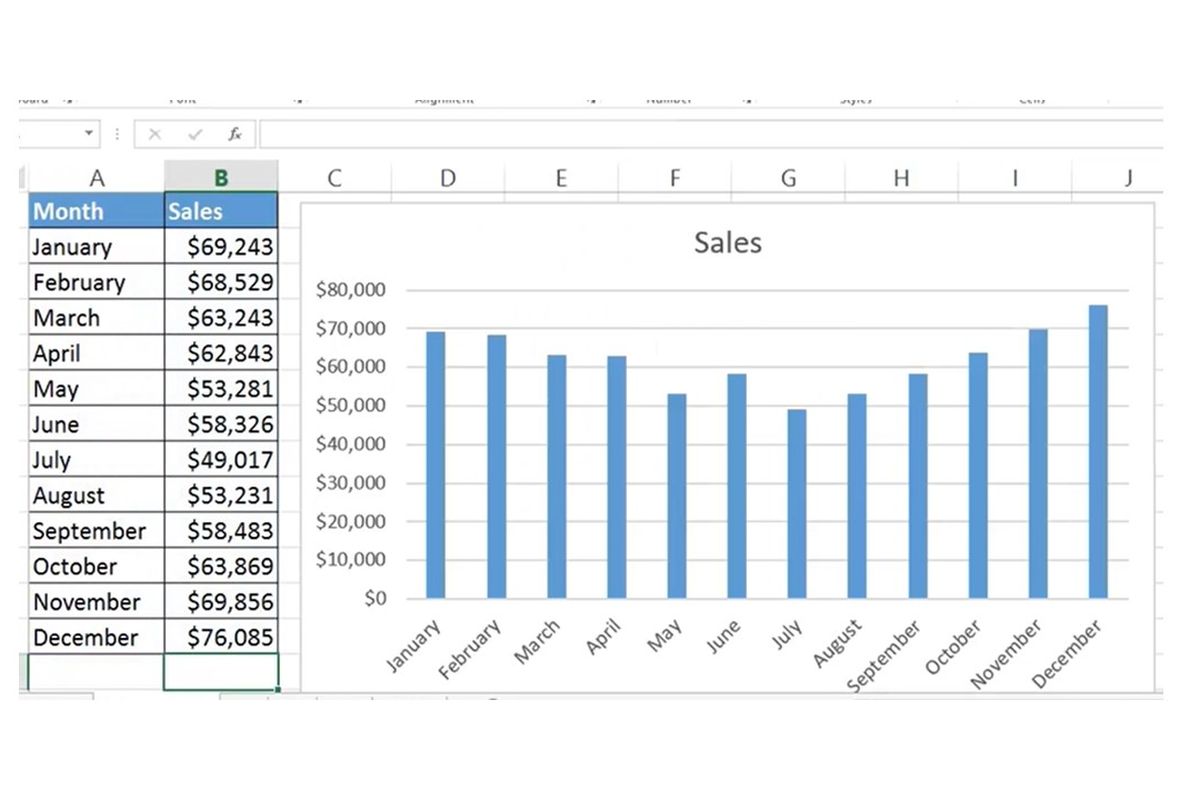 fx
A B C D E F G H I J
Month Sales
January $69,243
February $68,529
March $63,243
April $62,843
May $53,281
June $58,326
July $49,017
August $53,231
September $58,483
October $63,869
November $69,856
December $76,085
Sales
$80,000
$70,000
$60,000
$50,000
$40,000
$30,000
$20,000
$10,000
$0
January February March April May June July August September October November December